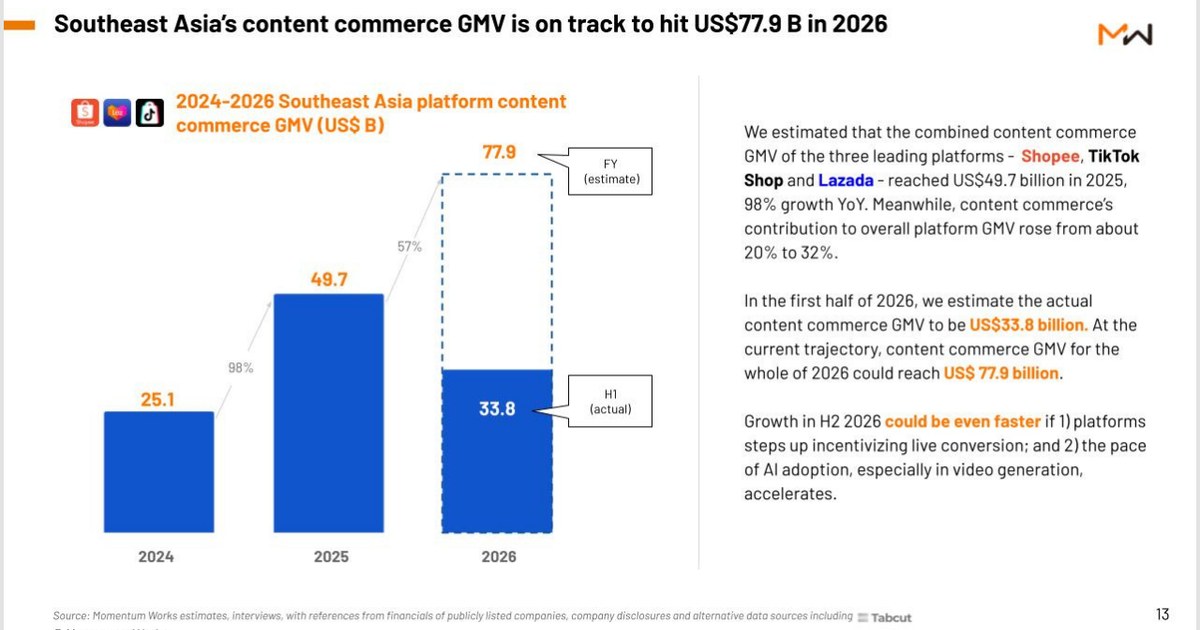 Southeast Asia's content commerce GMV is on track to hit US$77.9 B in 2026
MW
2024-2026 Southeast Asia platform content
commerce GMV (US$ B)
77.9
FY
(estimate)
57%
49.7
98%
25.1
33.8
H1
(actual)
2024
2025
2026
We estimated that the combined content commerce
GMV of the three leading platforms - Shopee, TikTok
Shop and Lazada - reached US$49.7 billion in 2025,
98% growth YoY. Meanwhile, content commerce's
contribution to overall platform GMV rose from about
20% to 32%.
In the first half of 2026, we estimate the actual
content commerce GMV to be US$33.8 billion. At the
current trajectory, content commerce GMV for the
whole of 2026 could reach US$ 77.9 billion.
Growth in H2 2026 could be even faster if 1) platforms
steps up incentivizing live conversion; and 2) the pace
of AI adoption, especially in video generation,
accelerates.
Source: Momentum Works estimates, interviews, with references from financials of publicly listed companies, company disclosures and alternative data sources including Tabcut
13